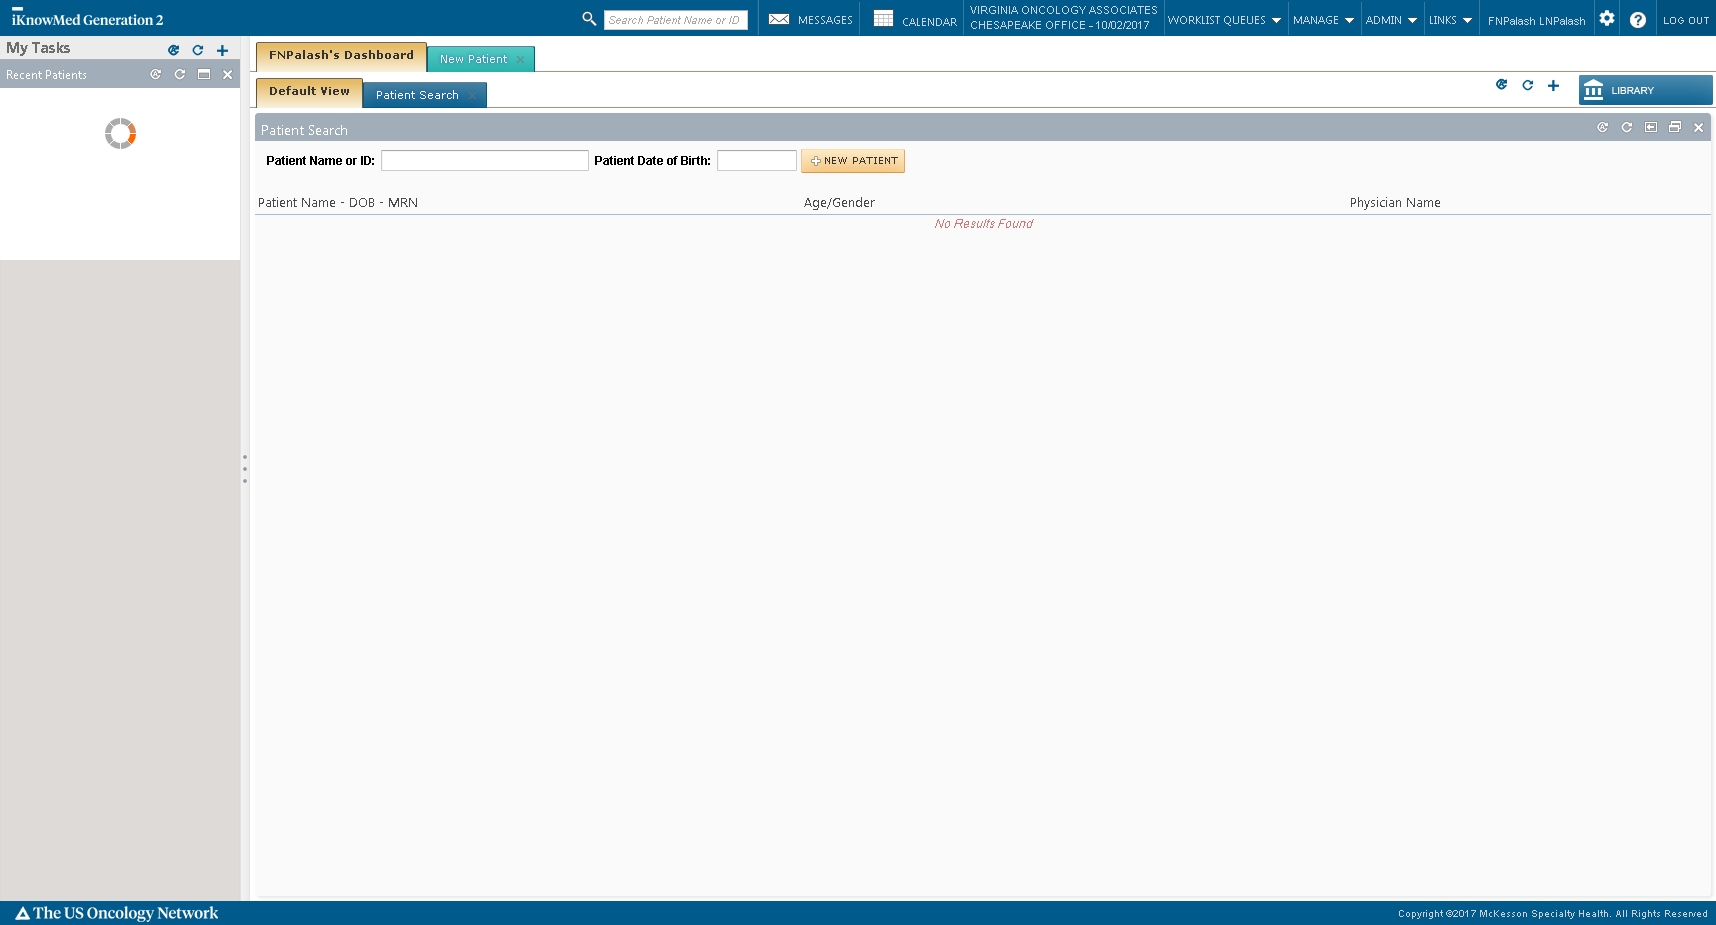 iKnowMed Generation 2
Search Patient Name or ID
MESSAGES
CALENDAR
VIRGINIA ONCOLOGY ASSOCIATES
CHESAPEAKE OFFICE - 10/02/2017
WORKLIST QUEUES
MANAGE
ADMIN
LINKS
FNPalash LNPalash
LOG OUT
My Tasks
Recent Patients
FNPalash's Dashboard
New Patient
Default View
Patient Search
LIBRARY
Patient Search
Patient Name or ID:
Patient Date of Birth:
NEW PATIENT
Patient Name - DOB - MRN
Age/Gender
Physician Name
No Results Found
The US Oncology Network
Copyright ©2017 McKesson Specialty Health. All Rights Reserved